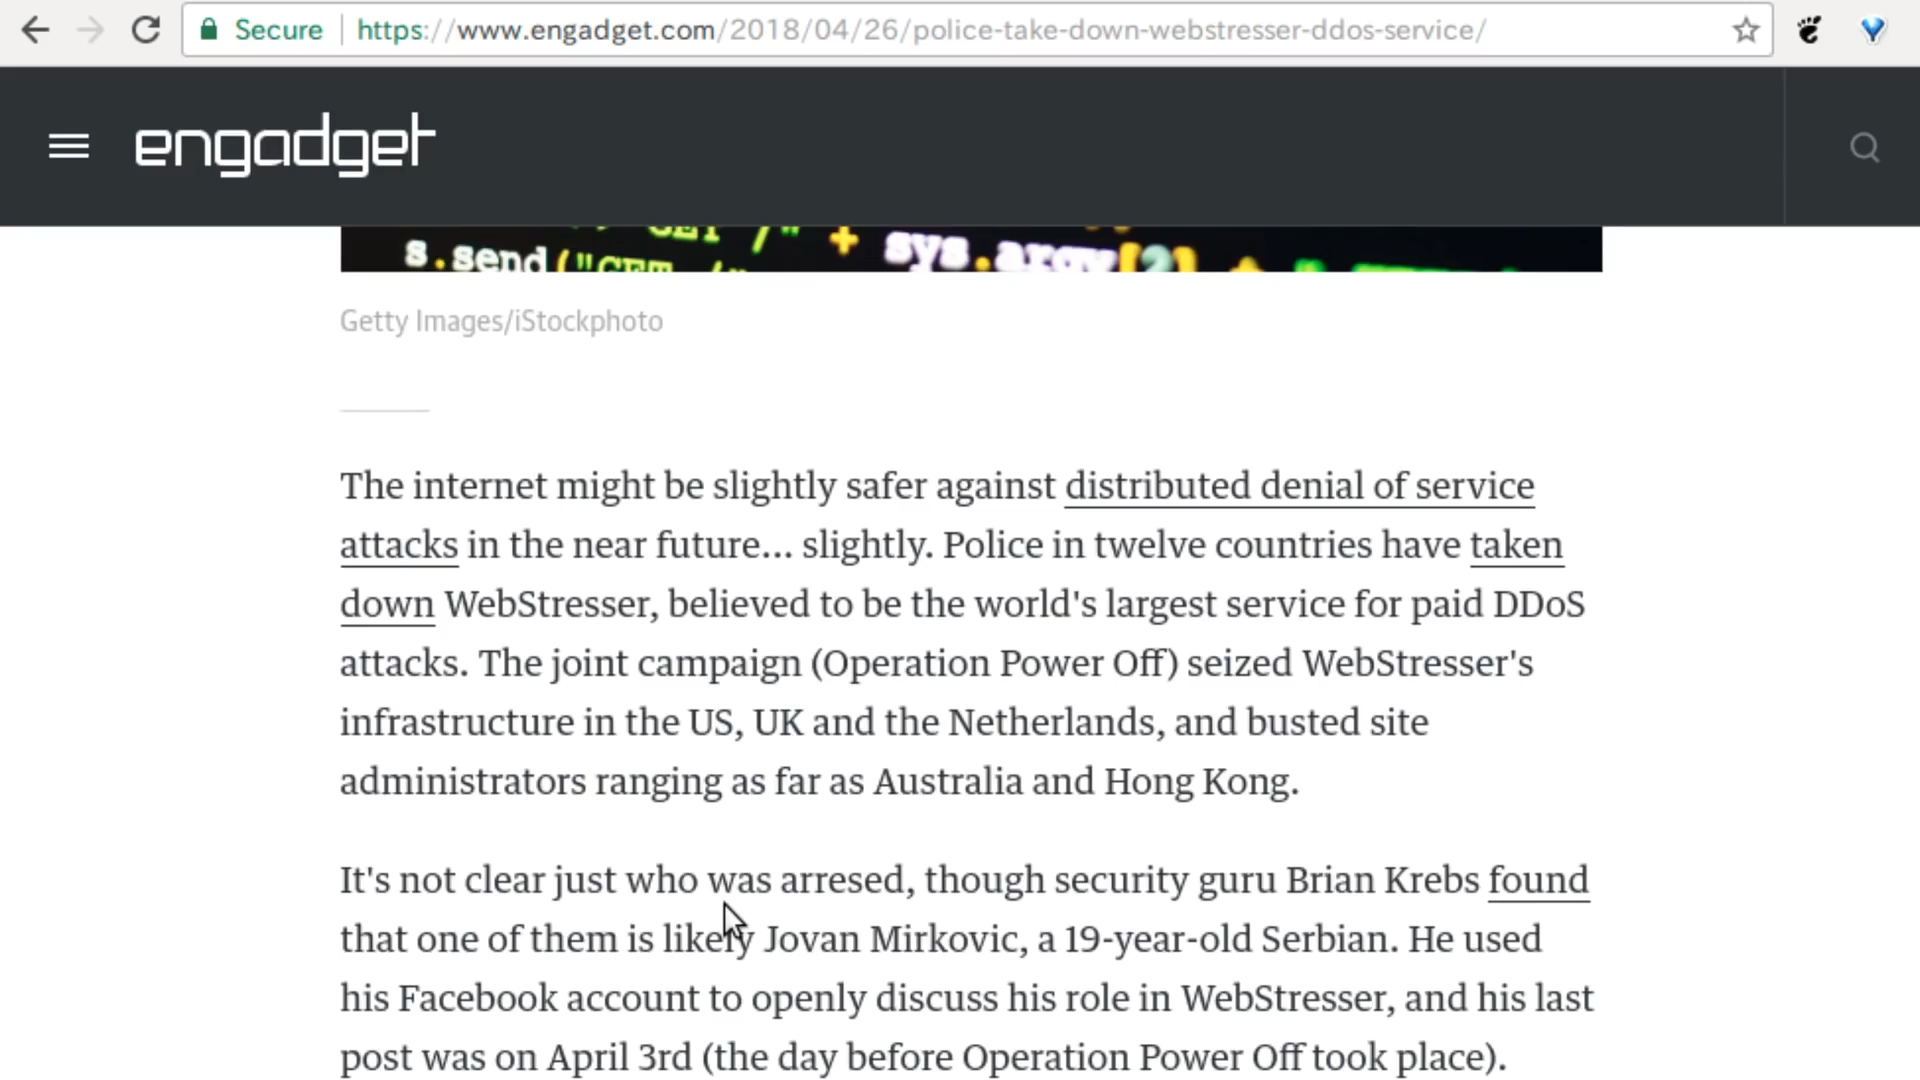 Secure https://www.engadget.com/2018/04/26/police-take-down-webstresser-ddos-service/
engadget
s.send("GET /" + sys.argv[2] +
Getty Images/iStockphoto
The internet might be slightly safer against distributed denial of service
attacks in the near future... slightly. Police in twelve countries have taken
down WebStresser, believed to be the world's largest service for paid DDoS
attacks. The joint campaign (Operation Power Off) seized WebStresser's
infrastructure in the US, UK and the Netherlands, and busted site
administrators ranging as far as Australia and Hong Kong.
It's not clear just who was arresed, though security guru Brian Krebs found
that one of them is likely Jovan Mirkovic, a 19-year-old Serbian. He used
his Facebook account to openly discuss his role in WebStresser, and his last
post was on April 3rd (the day before Operation Power Off took place).